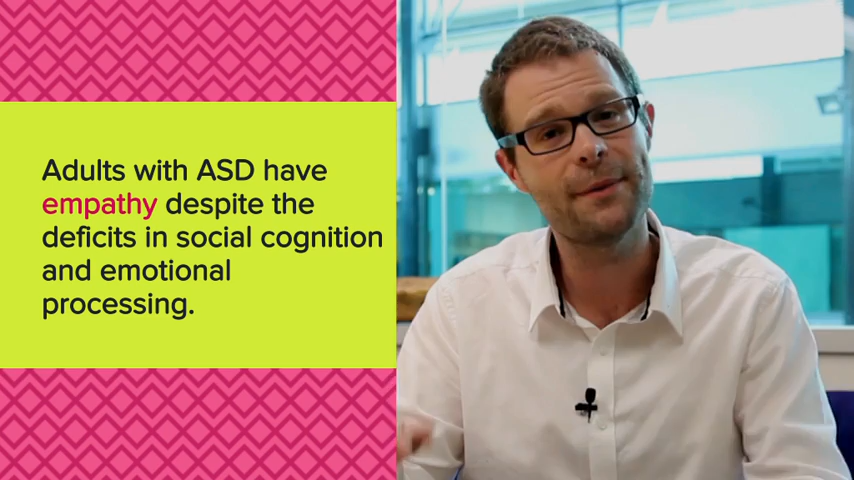 Adults with ASD have
empathy despite the
deficits in social cognition
and emotional
processing.